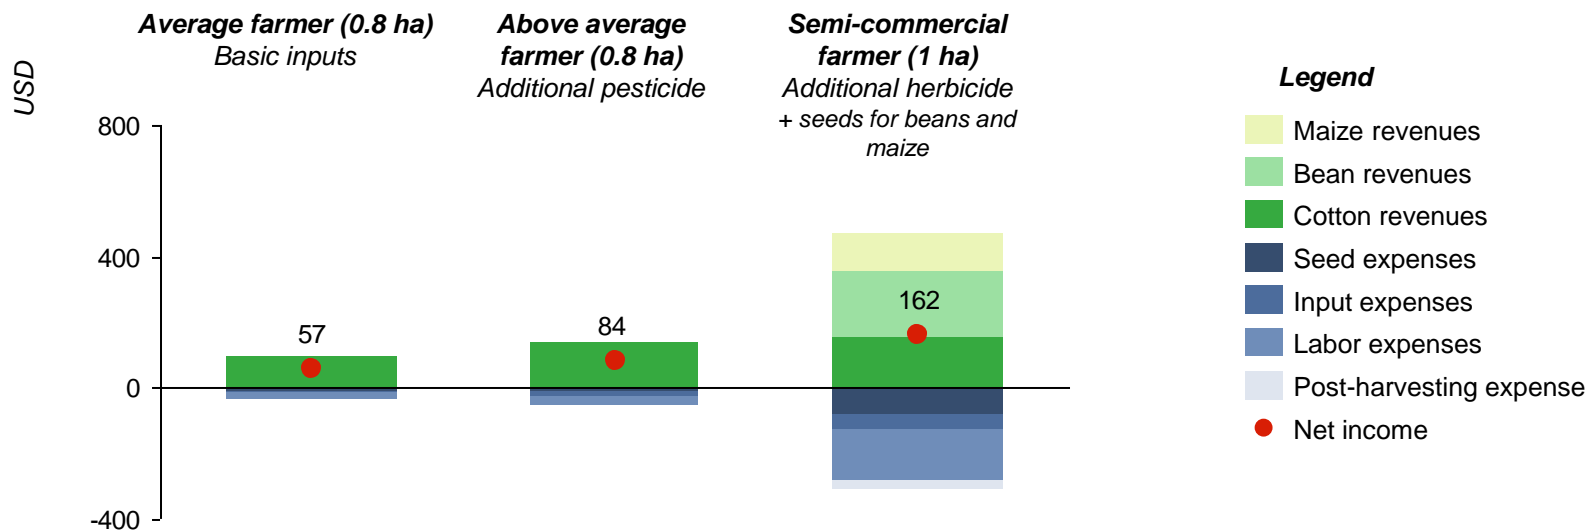 Average farmer (0.8 ha)
Basic inputs
Above average
farmer (0.8 ha)
Additional pesticide
Semi-commercial
farmer (1 ha)
Additional herbicide
+ seeds for beans and
maize
USD
800
400
0
-400
57
84
162
Legend
Maize revenues
Bean revenues
Cotton revenues
Seed expenses
Input expenses
Labor expenses
Post-harvesting expense
Net income